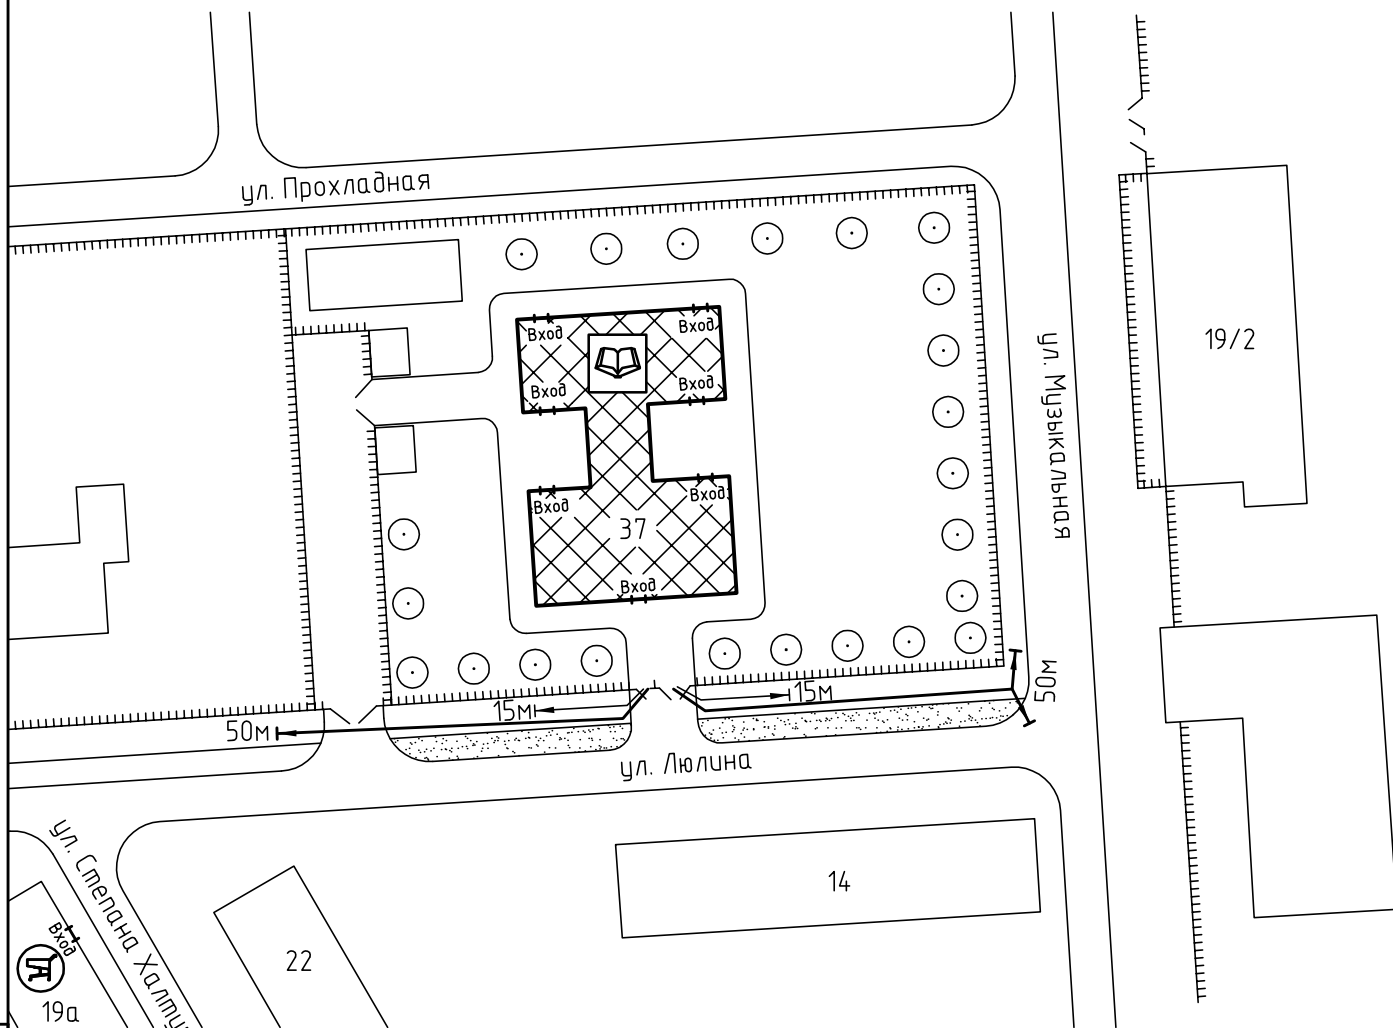 ул. Прохладная
Вход
Вход
Вход
Вход
19/2
ул. Музыкальная
Вход
Вход
37
Вход
50м
15м
15м
50м
ул. Люлина
ул. Степана Халту
14
22
Вход
19а